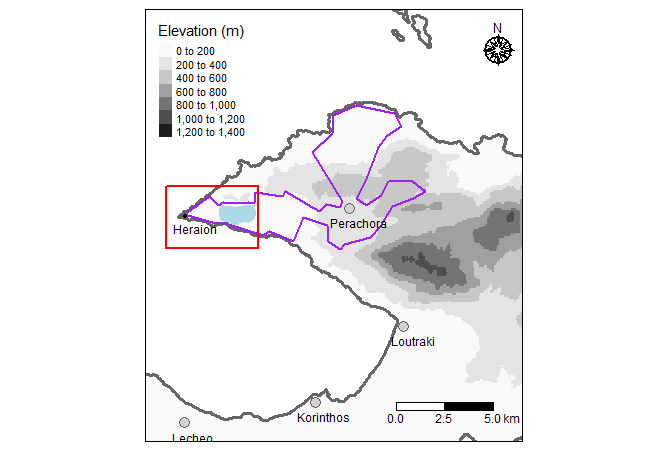 Elevation (m)
0 to 200
200 to 400
400 to 600
600 to 800
800 to 1,000
1,000 to 1,200
1,200 to 1,400
N
Heraion
Perachora
Loutraki
Korinthos
0.0 2.5 5.0 km
Lecheo